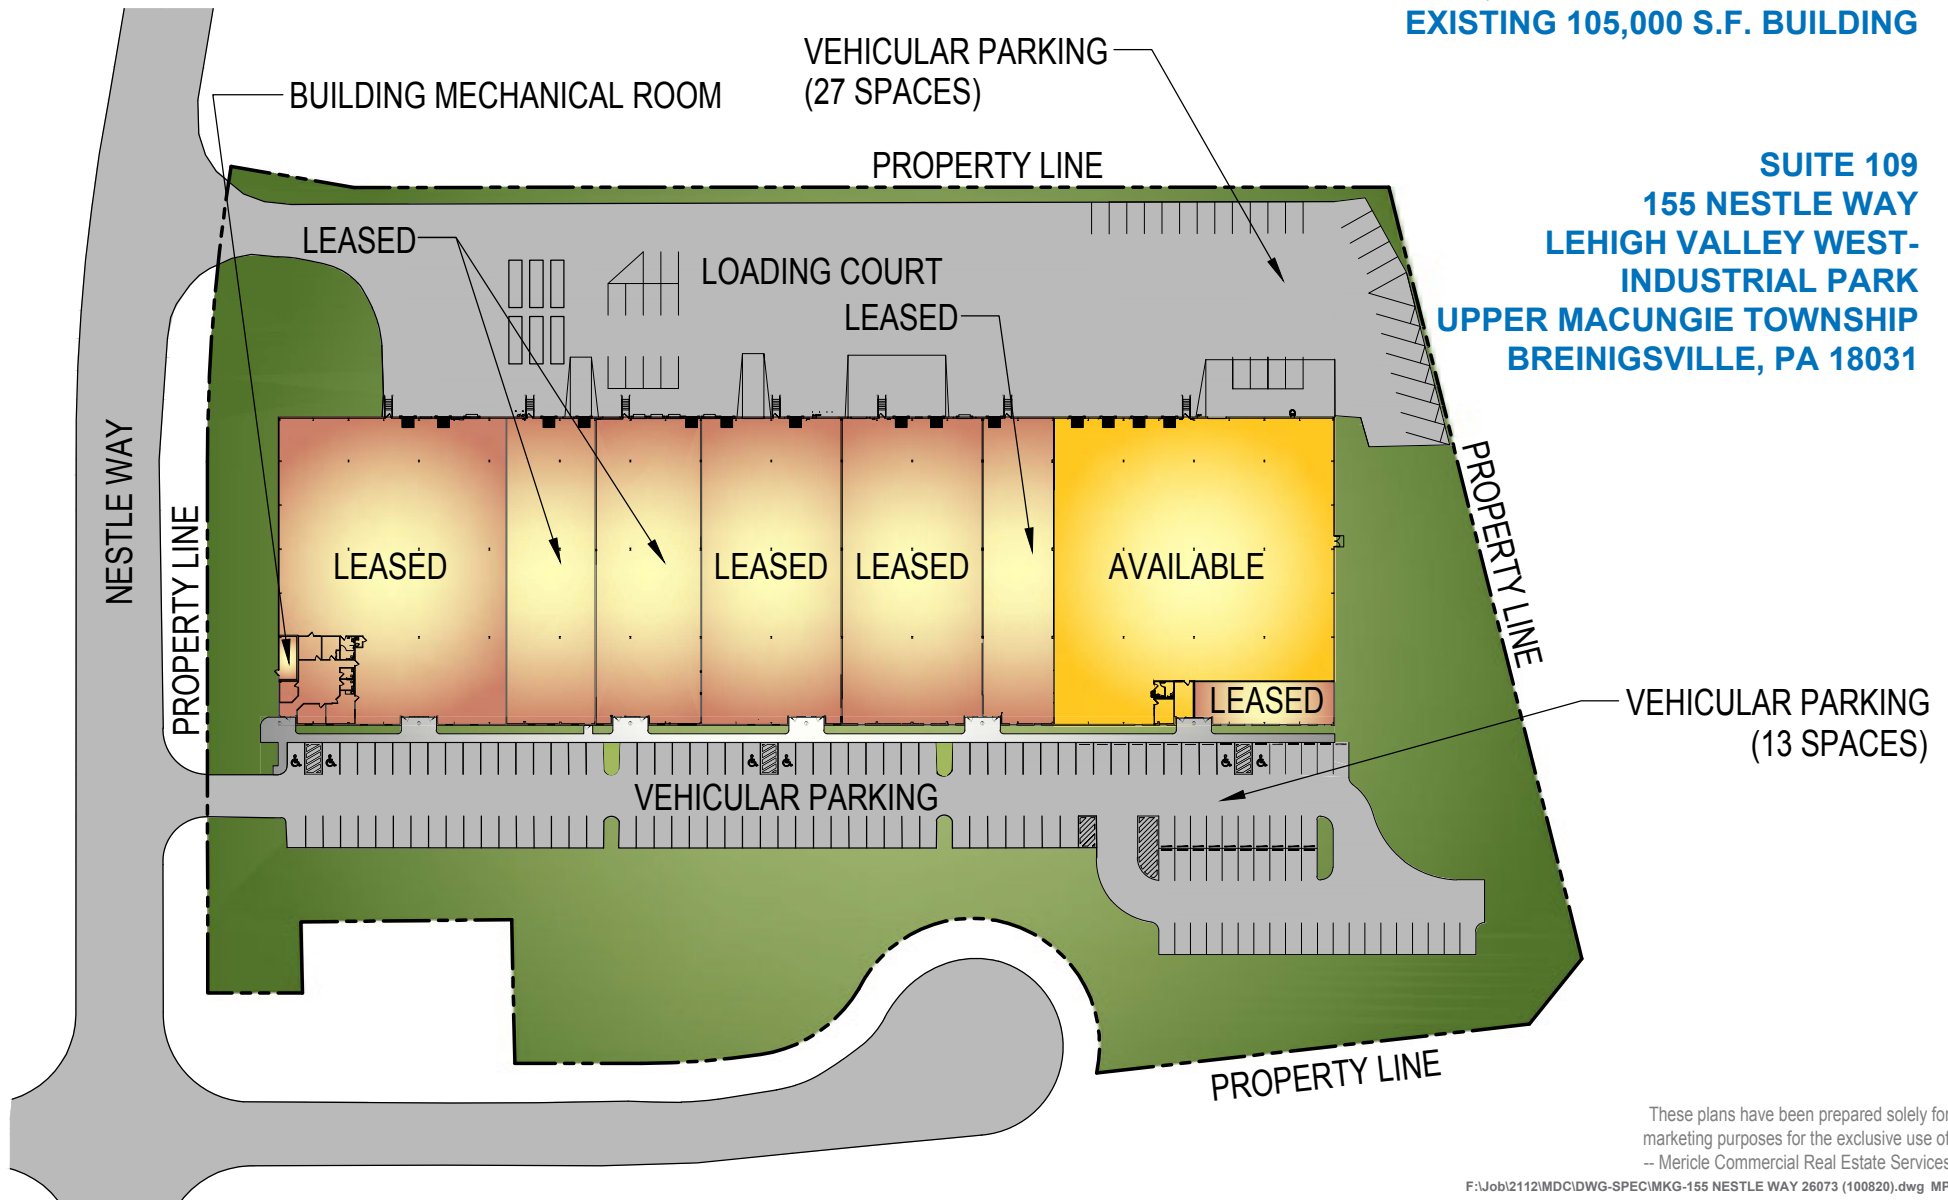 EXISTING 105,000 S.F. BUILDING
VEHICULAR PARKING
(27 SPACES)
BUILDING MECHANICAL ROOM
PROPERTY LINE
SUITE 109
155 NESTLE WAY
LEHIGH VALLEY WEST-
INDUSTRIAL PARK
UPPER MACUNGIE TOWNSHIP
BREINIGSVILLE, PA 18031
LEASED
LOADING COURT
LEASED
NESTLE WAY
PROPERTY LINE
PROPERTY LINE
LEASED
LEASED
LEASED
AVAILABLE
LEASED
VEHICULAR PARKING
(13 SPACES)
VEHICULAR PARKING
PROPERTY LINE
These plans have been prepared solely for
marketing purposes for the exclusive use of
-- Mericle Commercial Real Estate Services
F:\Job\2112\MDC\DWG-SPEC\MKG-155 NESTLE WAY 26073 (100820).dwg MP